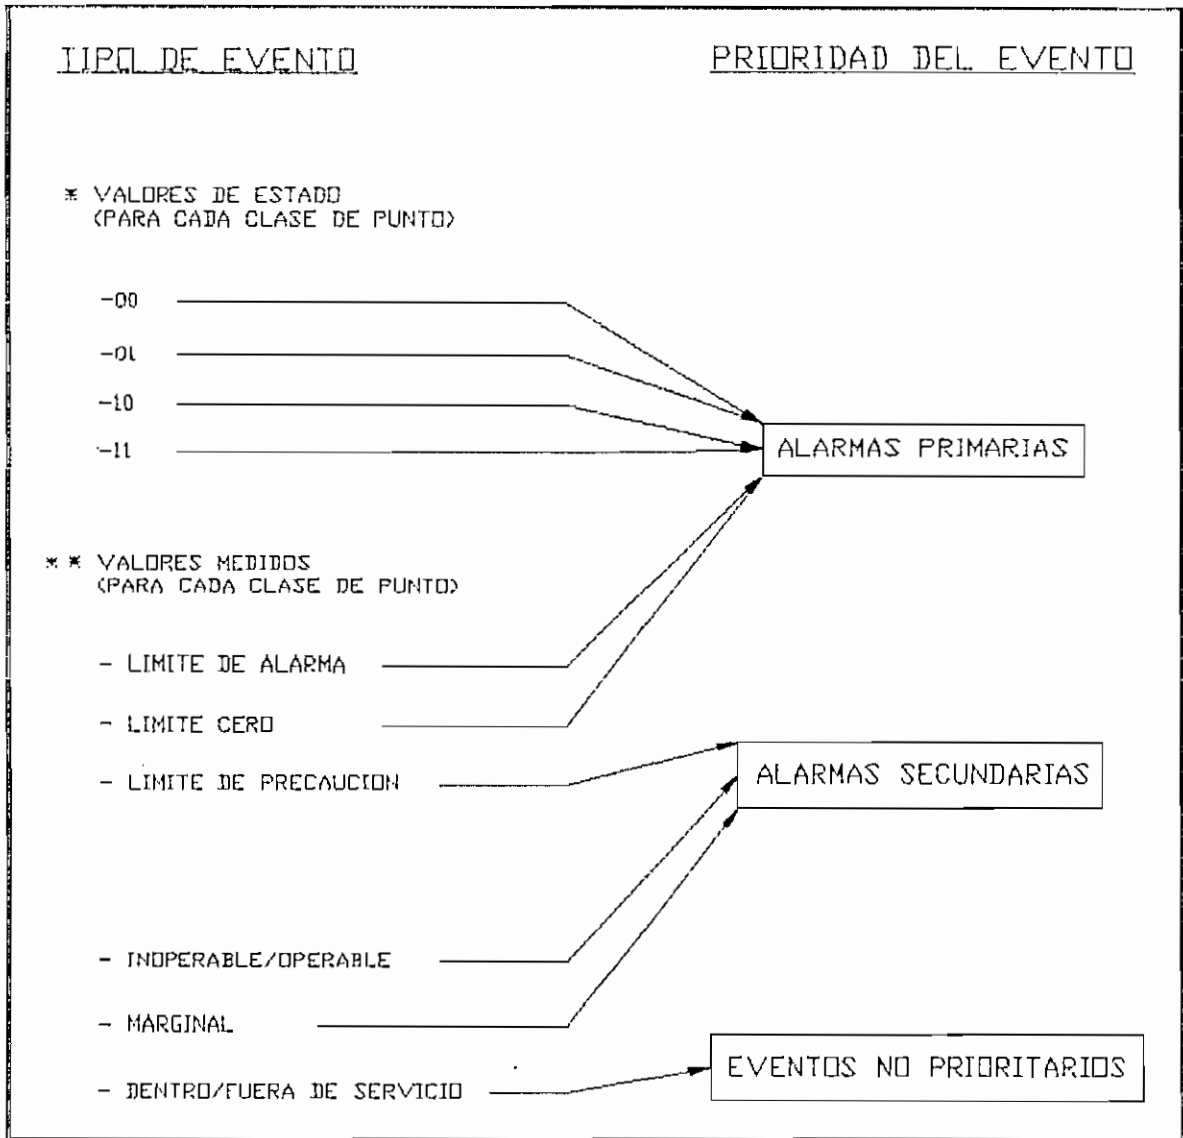 TIPO DE EVENTO
PRIORIDAD DEL EVENTO
* VALORES DE ESTADO
(PARA CADA CLASE DE PUNTO)
-00
-01
-10
-11
ALARMAS PRIMARIAS
* * VALORES MEDIDOS
(PARA CADA CLASE DE PUNTO)
- LIMITE DE ALARMA
- LIMITE CERO
- LIMITE DE PRECAUCION
ALARMAS SECUNDARIAS
- INOPERABLE/OPERABLE
- MARGINAL
- DENTRO/FUERA DE SERVICIO
EVENTOS NO PRIORITARIOS